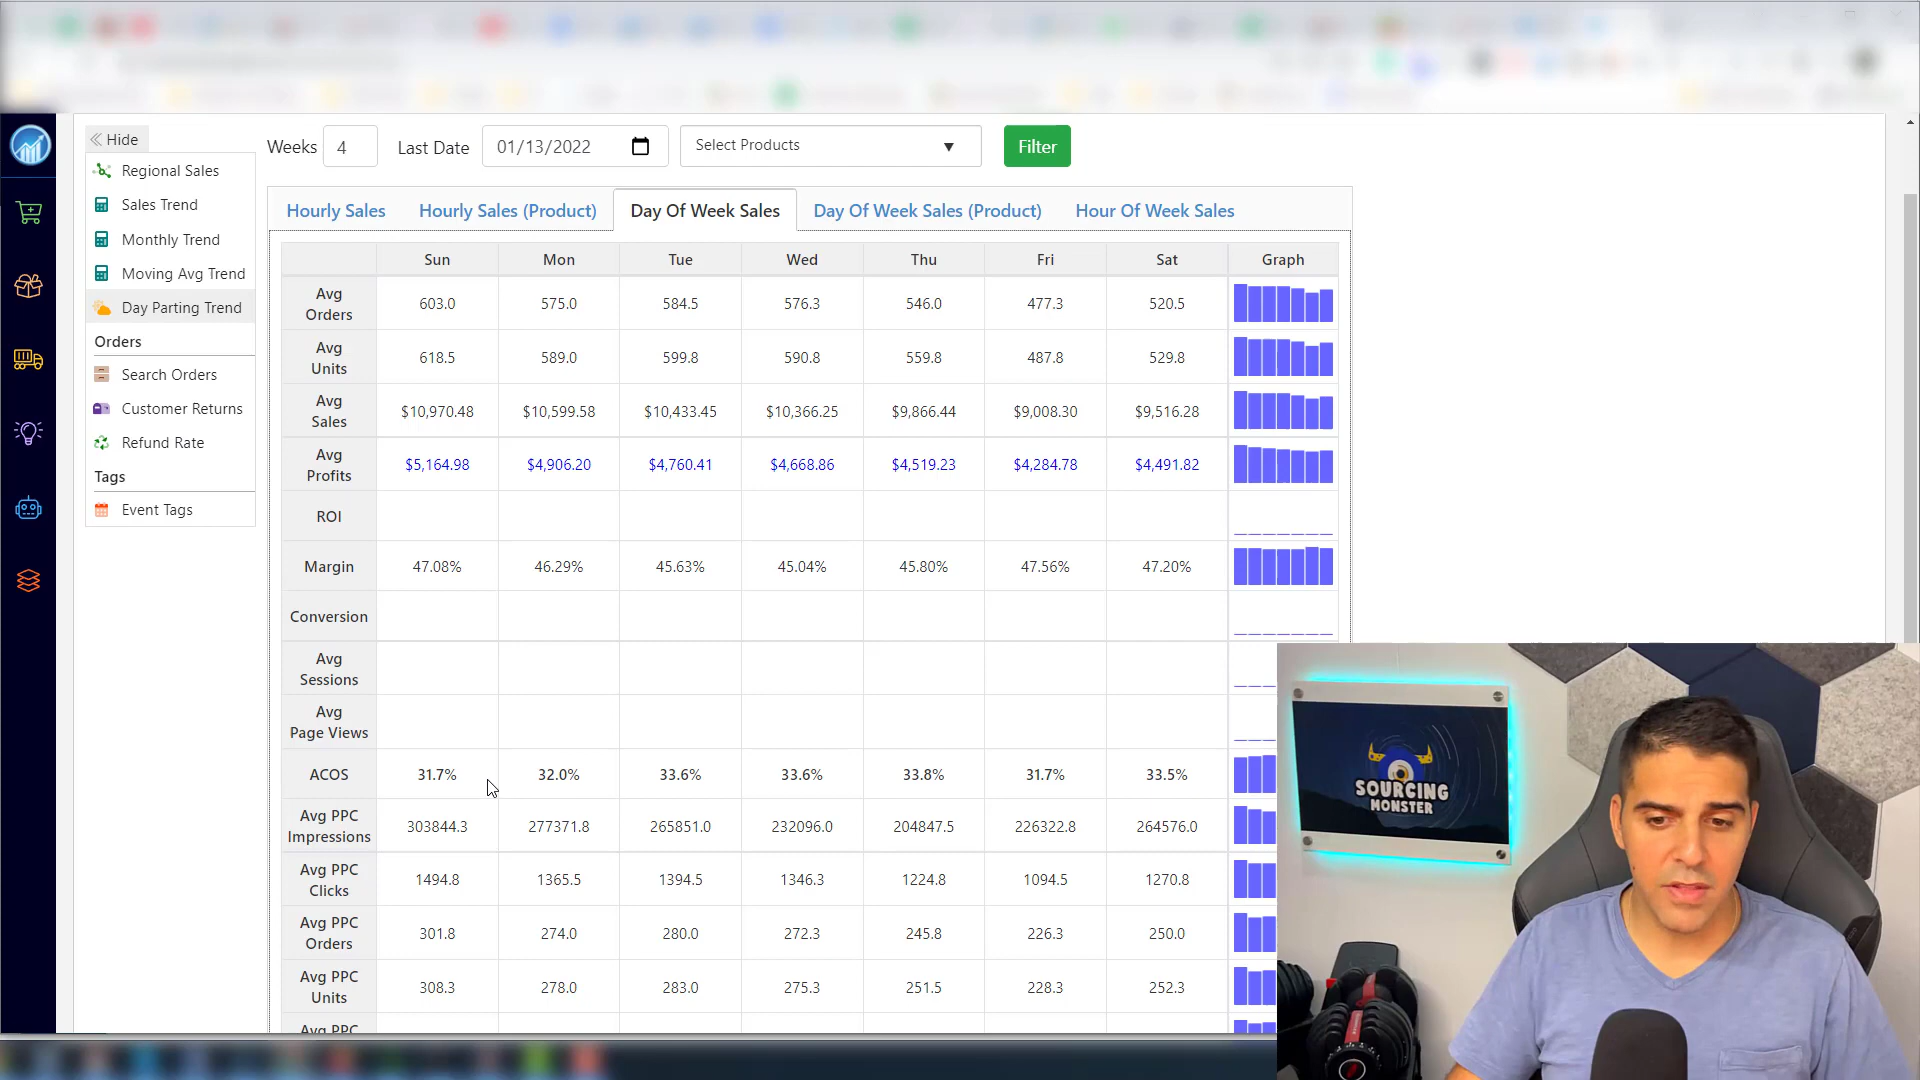 Hide
Weeks 4 Last Date 01/13/2022 Select Products Filter
Regional Sales
Sales Trend
Monthly Trend
Moving Avg Trend
Day Parting Trend
Orders
Search Orders
Customer Returns
Refund Rate
Tags
Event Tags
Hourly Sales Hourly Sales (Product) Day Of Week Sales Day Of Week Sales (Product) Hour Of Week Sales
Sun Mon Tue Wed Thu Fri Sat Graph
Avg Orders 603.0 575.0 584.5 576.3 546.0 477.3 520.5
Avg Units 618.5 589.0 599.8 590.8 559.8 487.8 529.8
Avg Sales $10,970.48 $10,599.58 $10,433.45 $10,366.25 $9,866.44 $9,008.30 $9,516.28
Avg Profits $5,164.98 $4,906.20 $4,760.41 $4,668.86 $4,519.23 $4,284.78 $4,491.82
ROI
Margin 47.08% 46.29% 45.63% 45.04% 45.80% 47.56% 47.20%
Conversion
Avg Sessions
Avg Page Views
ACOS 31.7% 32.0% 33.6% 33.6% 33.8% 31.7% 33.5%
Avg PPC Impressions 303844.3 277371.8 265851.0 232096.0 204847.5 226322.8 264576.0
Avg PPC Clicks 1494.8 1365.5 1394.5 1346.3 1224.8 1094.5 1270.8
Avg PPC Orders 301.8 274.0 280.0 272.3 245.8 226.3 250.0
Avg PPC Units 308.3 278.0 283.0 275.3 251.5 228.3 252.3
Avg PPC
SOURCING
MONSTER